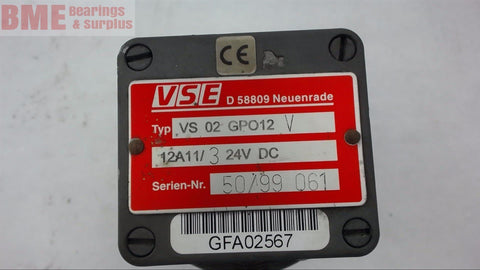 BME Bearings & Surplus
CE
VSE D 58809 Neuenrade
Typ VS 02 GPO12 V
12A11/3 24V DC
Serien-Nr. 50/99 061
GFA02567